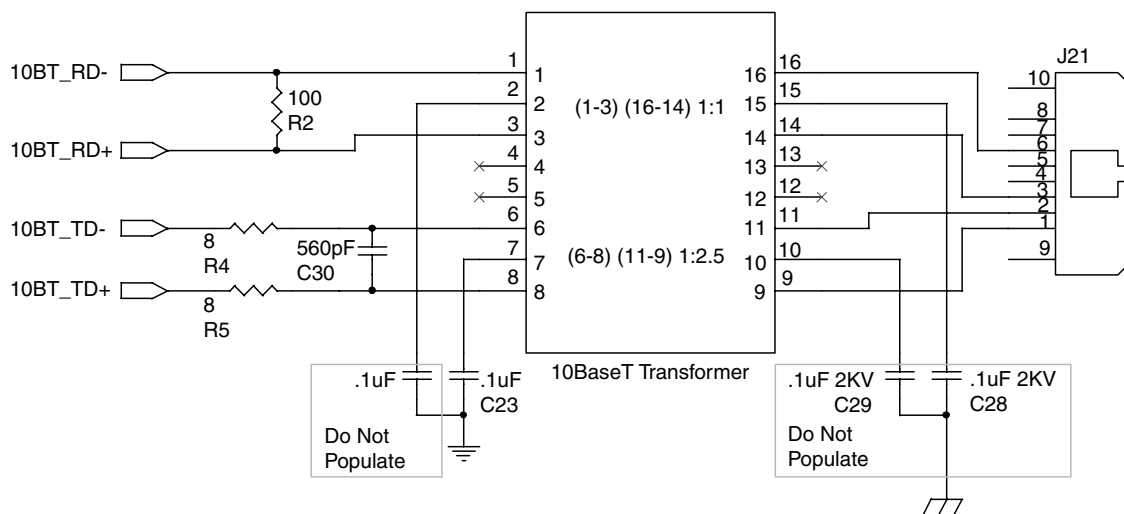 10BT_RD-
100
R2
10BT_RD+
10BT_TD-
8
R4
560pF
C30
10BT_TD+
8
R5
1
2
3
4
5
6
7
8
1
2
3
4
5
6
7
8
(1-3) (16-14) 1:1
(6-8) (11-9) 1:2.5
16
15
14
13
12
11
10
9
16
15
14
13
12
11
10
9
10BaseT Transformer
J21
10
8
7
6
5
4
3
2
1
9
.1uF
.1uF
C23
Do Not
Populate
.1uF 2KV
C29
.1uF 2KV
C28
Do Not
Populate